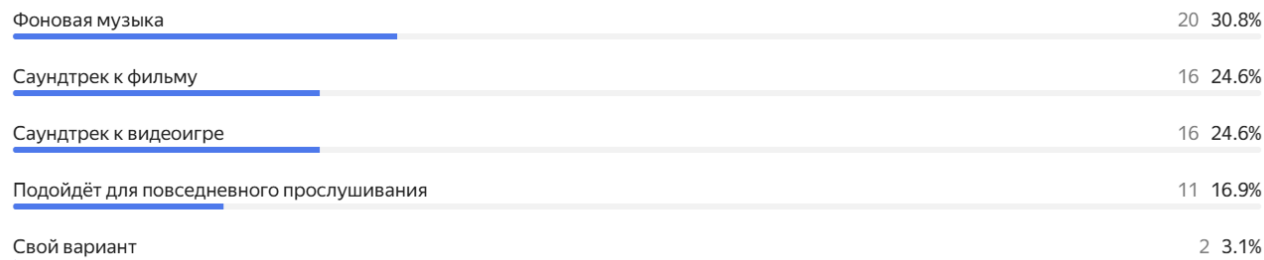 Фоновая музыка 20 30.8%
Саундтрек к фильму 16 24.6%
Саундтрек к видеоигре 16 24.6%
Подойдёт для повседневного прослушивания 11 16.9%
Свой вариант 2 3.1%